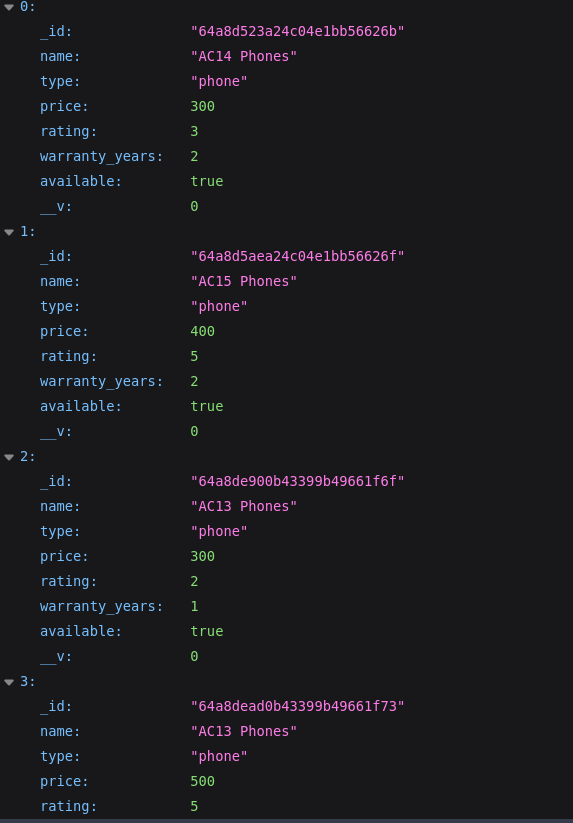 0:
_id: "64a8d523a24c04e1bb56626b"
name: "AC14 Phones"
type: "phone"
price: 300
rating: 3
warranty_years: 2
available: true
__v: 0
1:
_id: "64a8d5aea24c04e1bb56626f"
name: "AC15 Phones"
type: "phone"
price: 400
rating: 5
warranty_years: 2
available: true
__v: 0
2:
_id: "64a8de900b43399b49661f6f"
name: "AC13 Phones"
type: "phone"
price: 300
rating: 2
warranty_years: 1
available: true
__v: 0
3:
_id: "64a8dead0b43399b49661f73"
name: "AC13 Phones"
type: "phone"
price: 500
rating: 5